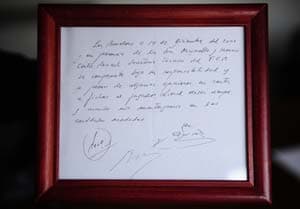 En Barcelona a 14 de Diciembre del 2000
y en presencia de los Srs Minguella y Horacio
Carles Rexach Secretario Técnico del F.C.B.
se compromete bajo su responsabilidad y
a pesar de algunas opiniones en contra
a fichar al jugador Lionel Messi siempre
y cuando nos mantengamos en las
cantidades acordadas